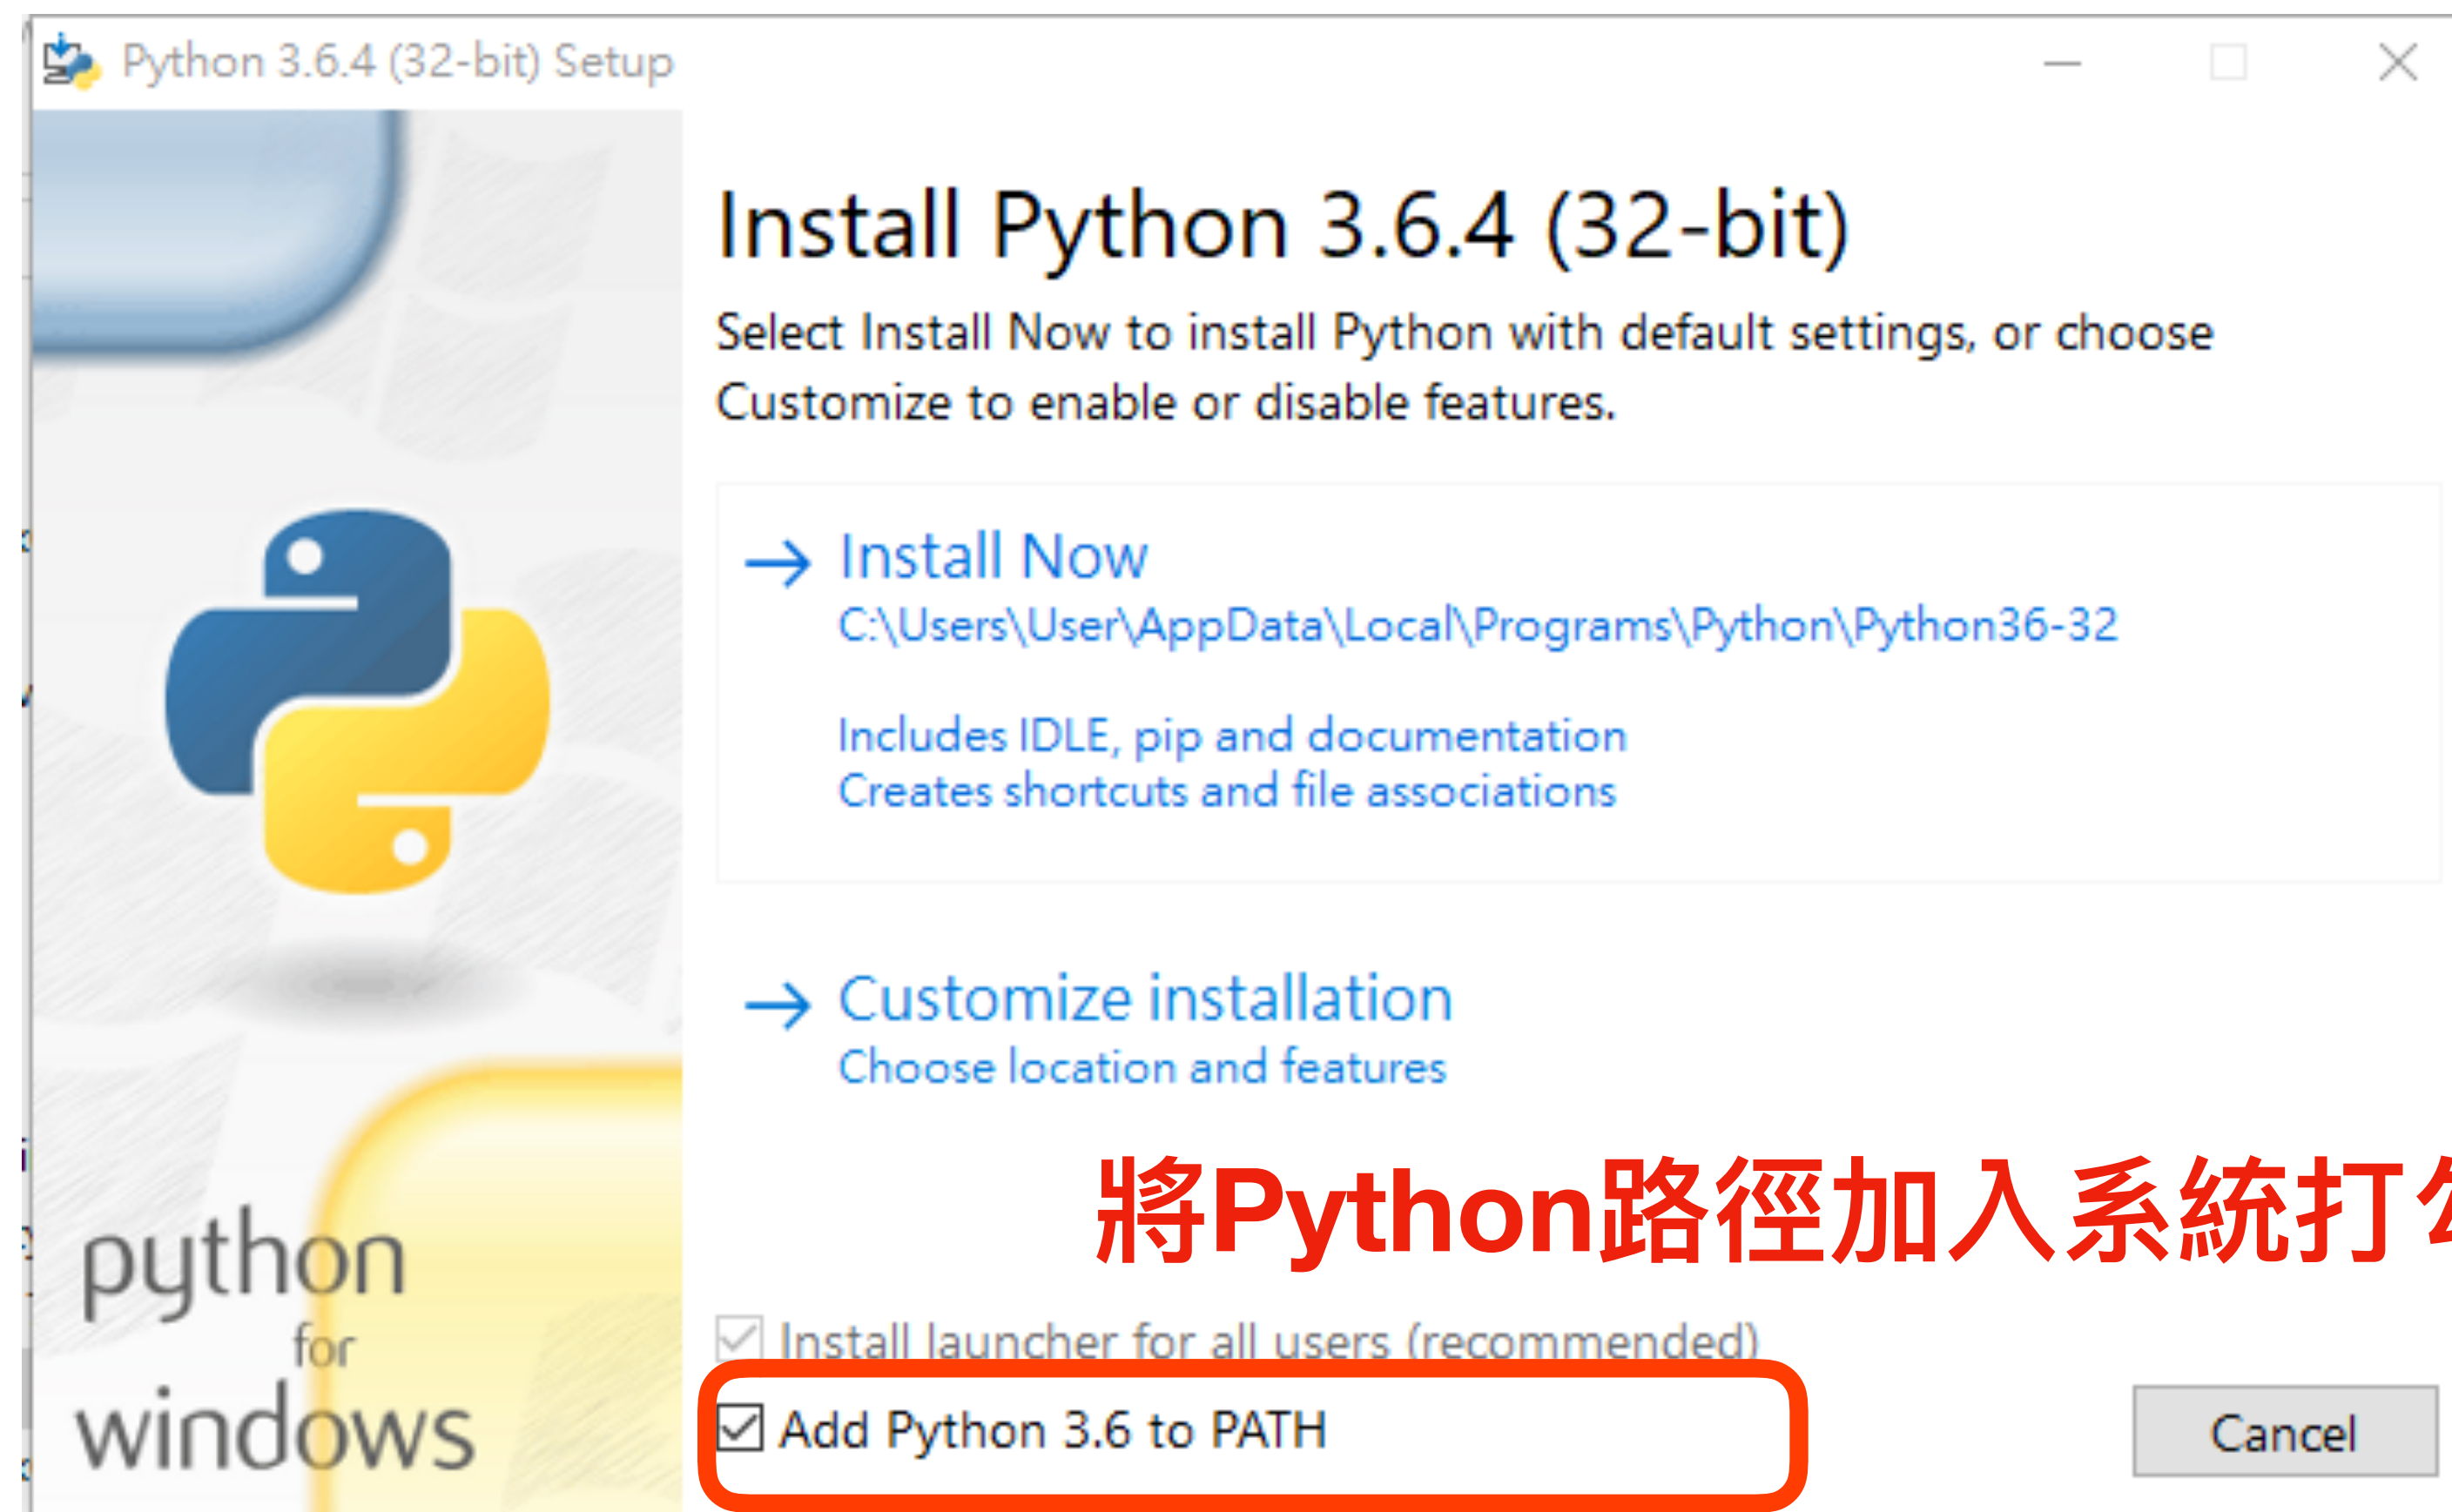 Python 3.6.4 (32-bit) Setup
Install Python 3.6.4 (32-bit)
Select Install Now to install Python with default settings, or choose
Customize to enable or disable features.
Install Now
C:\Users\User\AppData\Local\Programs\Python\Python36-32
Includes IDLE, pip and documentation
Creates shortcuts and file associations
Customize installation
Choose location and features
將Python路徑加入系統打
Install launcher for all users (recommended)
Add Python 3.6 to PATH
Cancel
python
for
windows